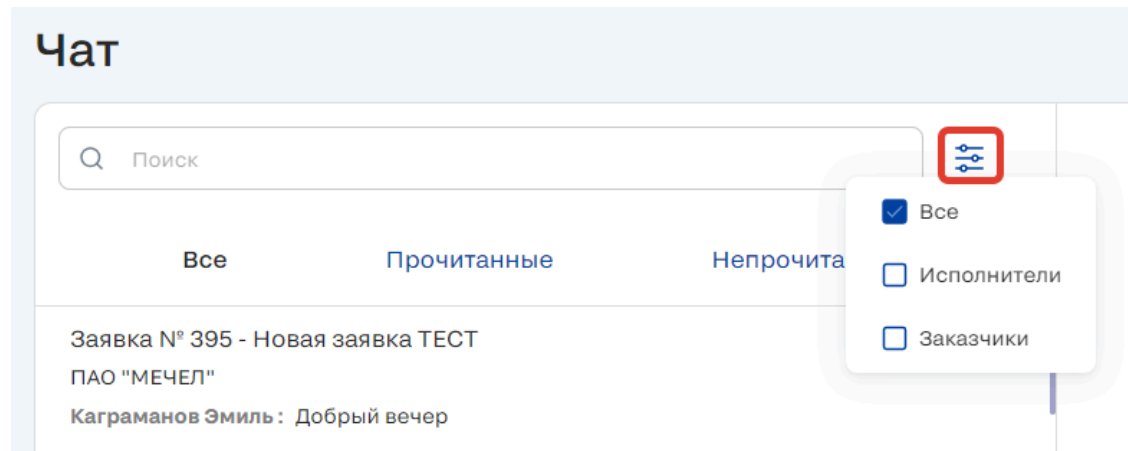 Чат
Поиск
Все
Все Прочитанные Непрочита
Исполнители
Заявка № 395 - Новая заявка ТЕСТ
Заказчики
ПАО "МЕЧЕЛ"
Каграманов Эмиль : Добрый вечер